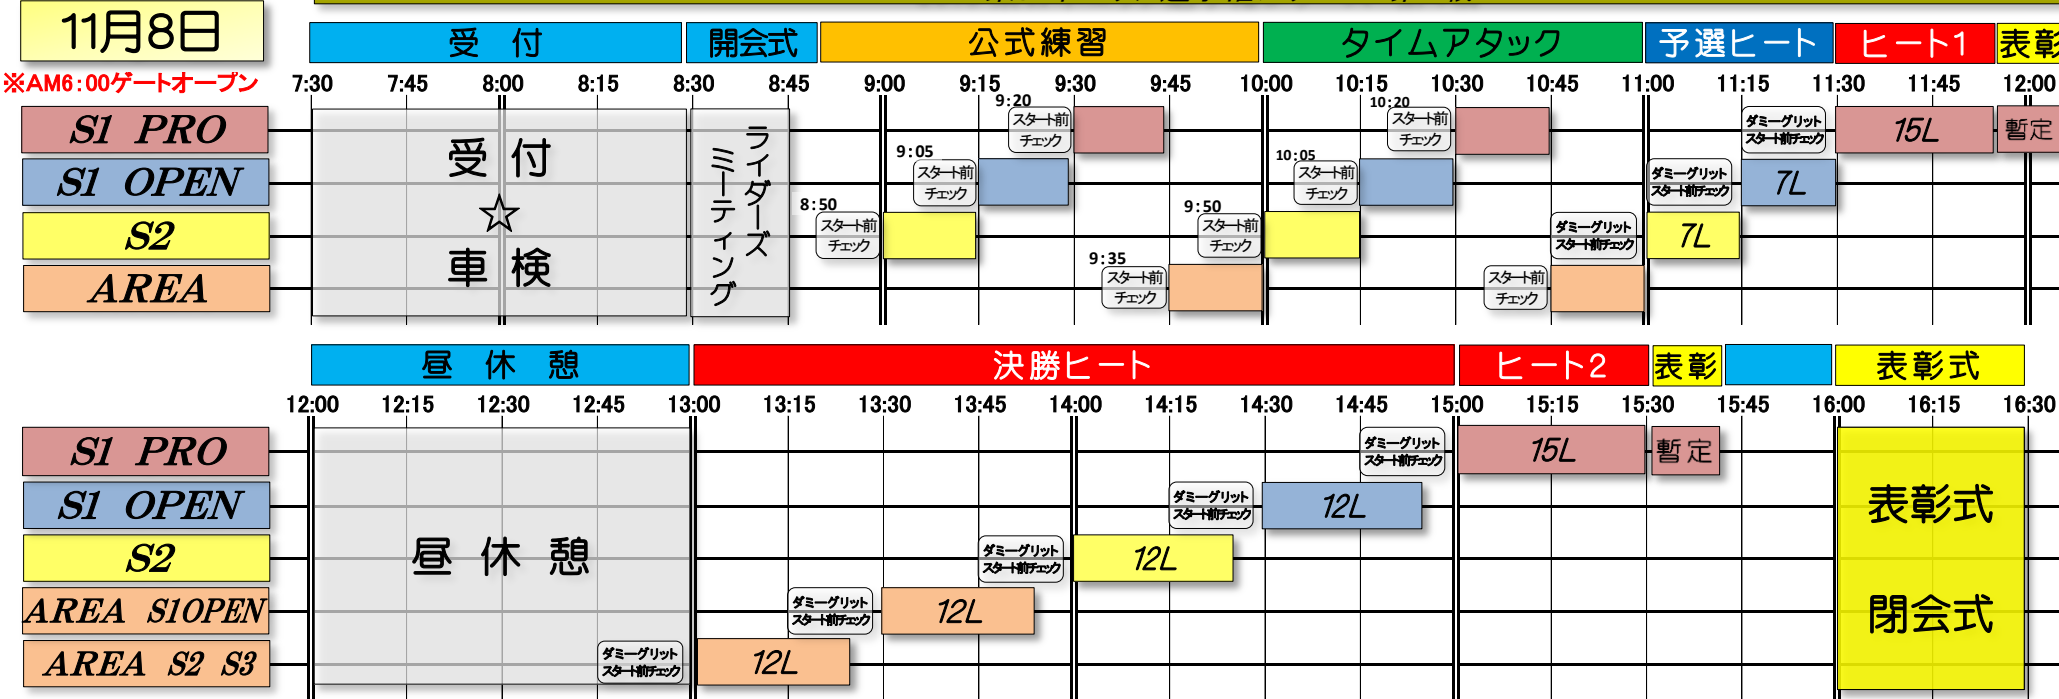 11月8日
※AM6:00ゲートオープン
受 付
開会式
公式練習
タイムアタック
予選ヒート
ヒート1
表彰
7:30 7:45 8:00 8:15 8:30 8:45 9:00 9:15 9:30 9:45 10:00 10:15 10:30 10:45 11:00 11:15 11:30 11:45 12:00
S1 PRO
9:20
スタート前
チェック
10:20
スタート前
チェック
ダミーグリット
スタート前チェック
15L
暫定
S1 OPEN
9:05
スタート前
チェック
10:05
スタート前
チェック
ダミーグリット
スタート前チェック
7L
S2
8:50
スタート前
チェック
9:50
スタート前
チェック
ダミーグリット
スタート前チェック
7L
AREA
9:35
スタート前
チェック
スタート前
チェック
受 付
☆
車 検
ライダーズ
ミーティング
昼 休 憩
決勝ヒート
ヒート2
表彰
表彰式
12:00 12:15 12:30 12:45 13:00 13:15 13:30 13:45 14:00 14:15 14:30 14:45 15:00 15:15 15:30 15:45 16:00 16:15 16:30
S1 PRO
ダミーグリット
スタート前チェック
15L
暫定
S1 OPEN
ダミーグリット
スタート前チェック
12L
S2
ダミーグリット
スタート前チェック
12L
AREA S1OPEN
ダミーグリット
スタート前チェック
12L
AREA S2 S3
ダミーグリット
スタート前チェック
12L
昼 休 憩
表彰式
閉会式